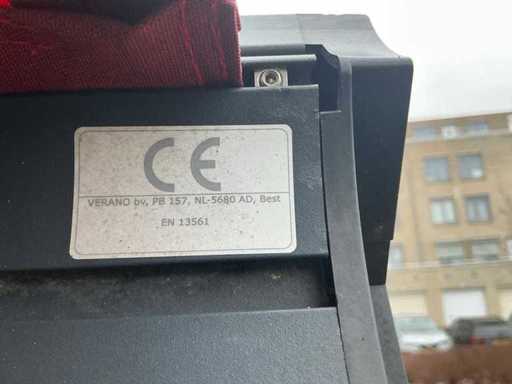 CE
VERANO bv, PB 157, NL-5680 AD, Best
EN 13561